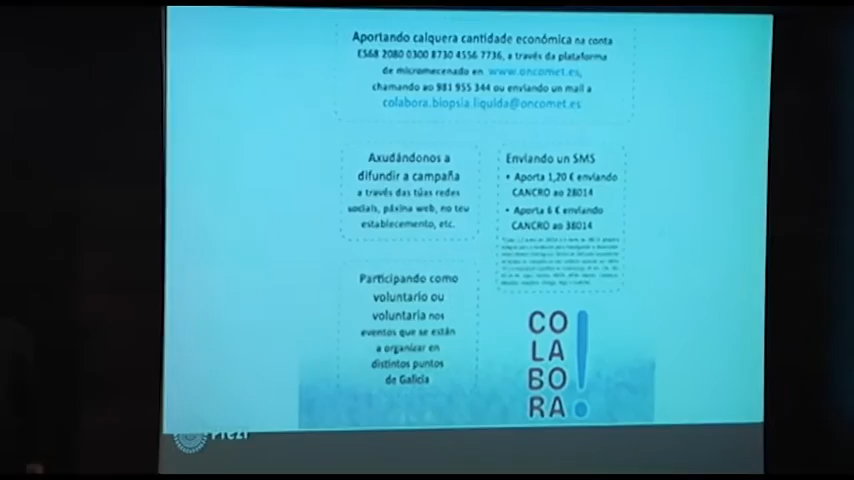 Aportando calquera cantidade económica na conta
ES68 2080 0300 8730 4556 7736, a través da plataforma
de micromecenado en www.oncomet.es,
chamando ao 981 955 344 ou enviando un mail a
colabora.biopsia.liquida@oncomet.es
Axudándonos a
difundir a campaña
a través das túas redes
sociais, páxina web, no teu
establecemento, etc.
Enviando un SMS
• Aporta 1,20 € enviando
CANCRO ao 28014
• Aporta 6 € enviando
CANCRO ao 38014
Participando como
voluntario ou
voluntaria nos
eventos que se están
a organizar en
distintos puntos
de Galicia
CO
LA
BO
RA!
Prezi